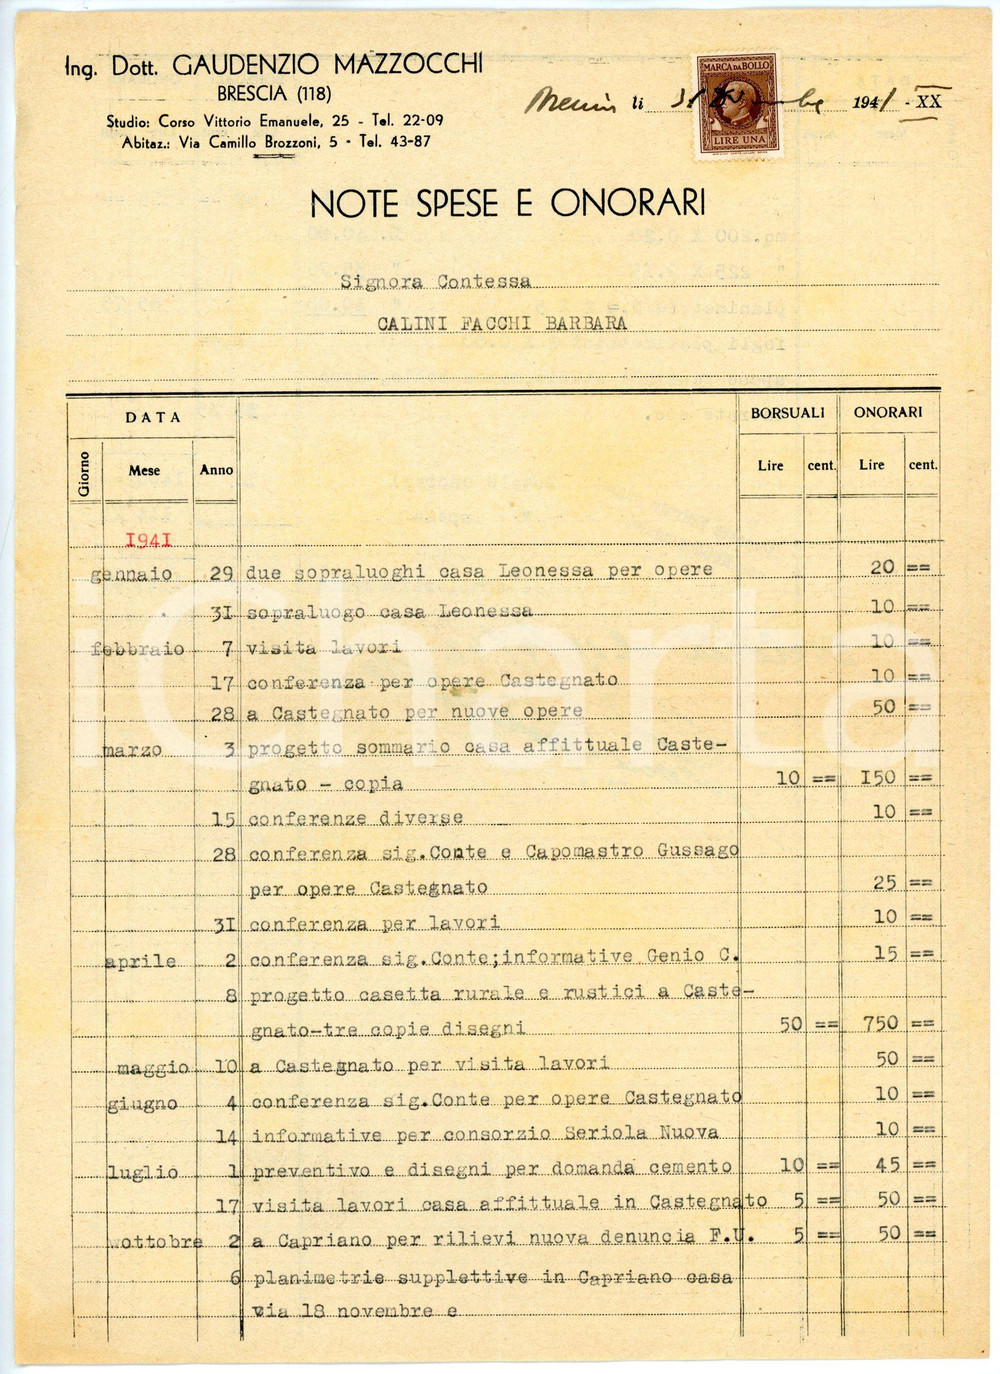 Ing. Dott. GAUDENZIO MAZZOCCHI
BRESCIA (118)
Studio: Corso Vittorio Emanuele, 25 - Tel. 22-09
Abitaz.: Via Camillo Brozzoni, 5 - Tel. 43-87
MARCA DA BOLLO
LIRE UNA
Brescia li 31 1941 - XX
NOTE SPESE E ONORARI
Signora Contessa
CALINI FACCHI BARBARA
DATA BORSUALI ONORARI
Giorno Mese Anno Lire cent. Lire cent.
I94I
gennaio 29 due sopraluoghi casa Leonessa per opere 20 ==
3I sopraluogo casa Leonessa 10 ==
febbraio 7 visita lavori 10 ==
17 conferenza per opere Castegnato 10 ==
28 a Castegnato per nuove opere 50 ==
marzo 3 progetto sommario casa affittuale Caste-
gnato - copia 10 == I50 ==
15 conferenze diverse 10 ==
28 conferenza sig.Conte e Capomastro Gussago
per opere Castegnato 25 ==
3I conferenza per lavori 10 ==
aprile 2 conferenza sig.Conte;informative Genio C. 15 ==
8 progetto casetta rurale e rustici a Caste-
gnato-tre copie disegni 50 == 750 ==
maggio 10 a Castegnato per visita lavori 50 ==
giugno 4 conferenza sig.Conte per opere Castegnato 10 ==
14 informative per consorzio Seriola Nuova 10 ==
luglio 1 preventivo e disegni per domanda cemento 10 == 45 ==
17 visita lavori casa affittuale in Castegnato 5 == 50 ==
ottobre 2 a Capriano per rilievi nuova denuncia F.U. 5 == 50 ==
6 planimetrie supplettive in Capriano casa
via 18 novembre e